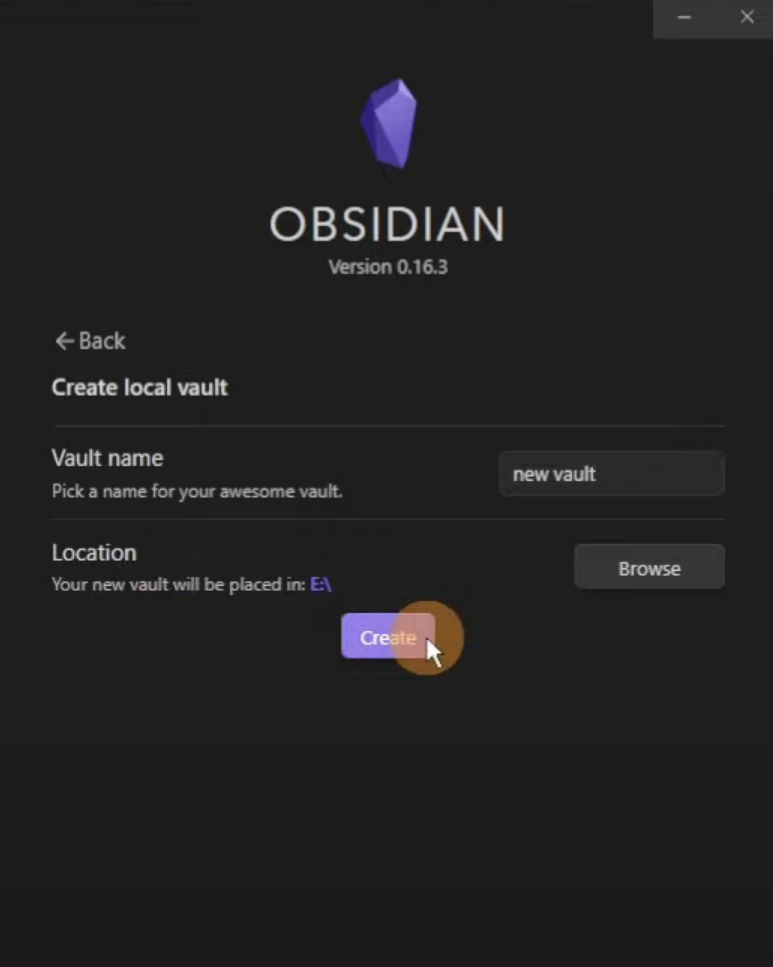 OBSIDIAN
Version 0.16.3
Back
Create local vault
Vault name
Pick a name for your awesome vault.
new vault
Location
Your new vault will be placed in: E:\
Browse
Create